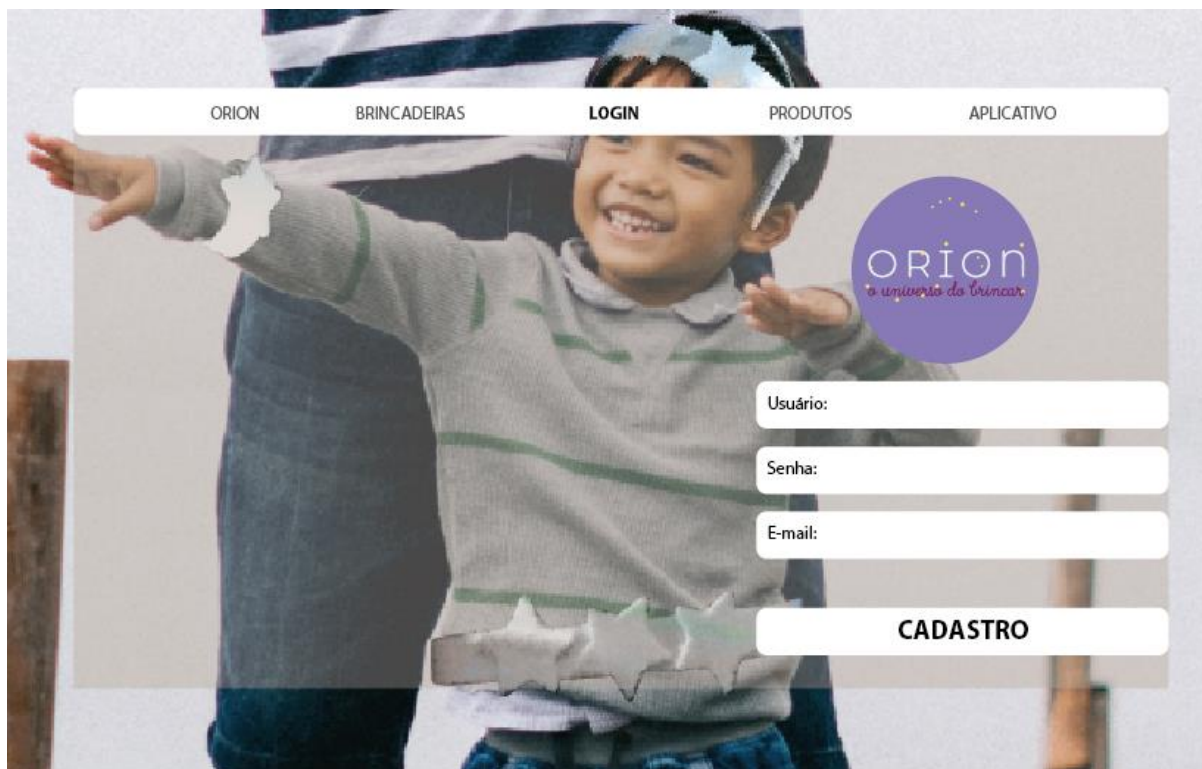 ORION BRINCADEIRAS LOGIN PRODUTOS APLICATIVO
ORION
o universo do brincar
Usuário:
Senha:
E-mail:
CADASTRO